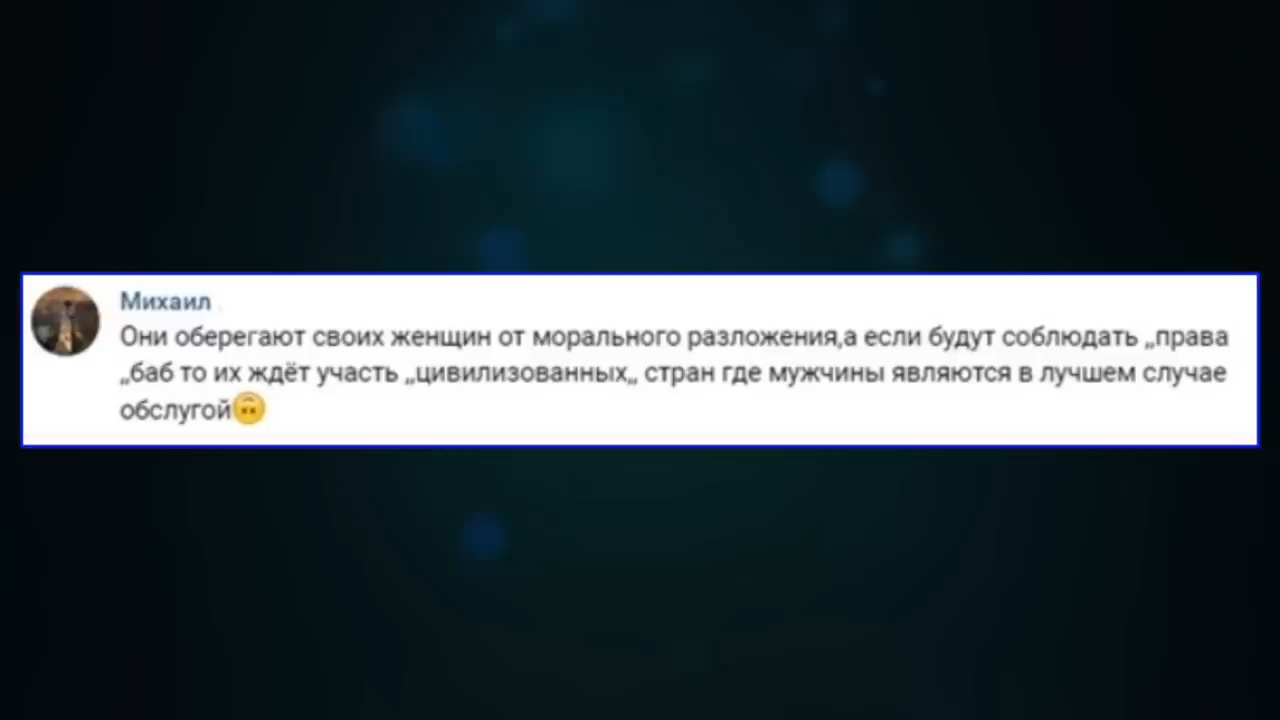 Михаил
Они оберегают своих женщин от морального разложения,а если будут соблюдать „права
„баб то их ждёт участь „цивилизованных„ стран где мужчины являются в лучшем случае
обслугой🙃